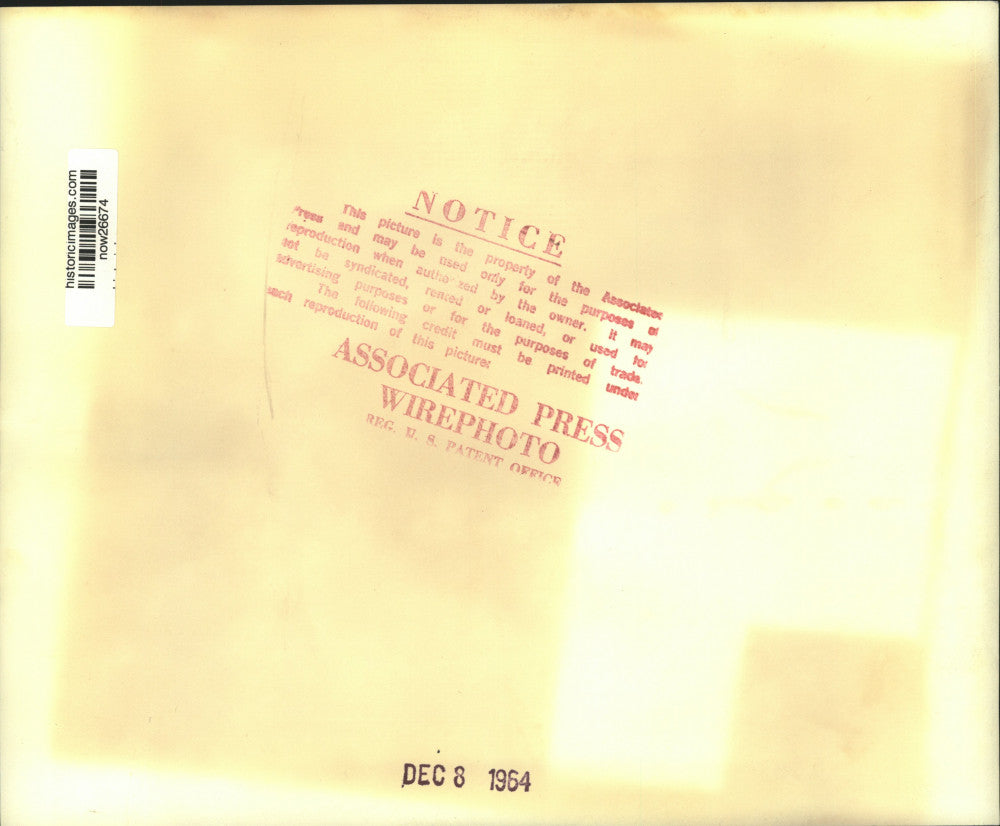 historicimages.com
now26674
NOTICE
This picture is the property of the Associated
Press and may be used only for the purposes of
reproduction when authorized by the owner. It may
not be syndicated, rented or loaned, or used for
advertising purposes or for the purposes of trade.
The following credit must be printed under
each reproduction of this picture:
ASSOCIATED PRESS
WIREPHOTO
REG. U. S. PATENT OFFICE
DEC 8 1964